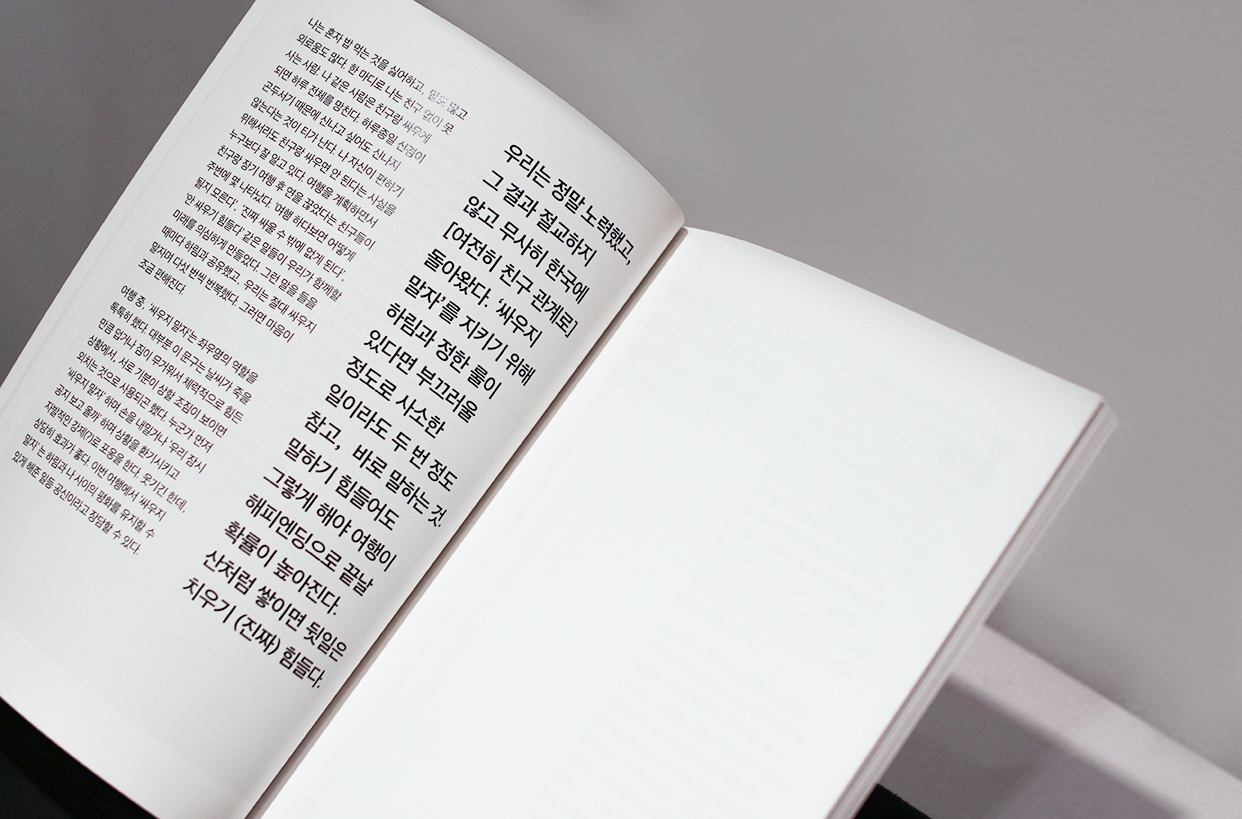 나는 혼자 밥 먹는 것을 싫어하고, 겁도 많고
외로움도 많다. 한 마디로 나는 친구 없이 못
사는 사람. 나 같은 사람은 친구랑 싸우게
되면 하루 전체를 망친다. 하루종일 신경이
곤두서기 때문에 신나고 싶어도 신나지
않는다는 것이 티가 난다. 나 자신이 편하기
위해서라도 친구랑 싸우면 안 된다는 사실을
누구보다 잘 알고 있다. 여행을 계획하면서
친구랑 장기 여행 후 연을 끊었다는 친구들이
주변에 몇 나타났다. '여행 하다보면 어떻게
될지 모른다', '진짜 싸울 수 밖에 없게 된다',
'안 싸우기 힘들다' 같은 말들이 우리가 함께할
미래를 의심하게 만들었다. 그런 말을 들을
때마다 하림과 공유했고, 우리는 절대 싸우지
말자며 다섯 번씩 반복했다. 그러면 마음이
조금 편해진다.
여행 중, '싸우지 말자'는 좌우명의 역할을
톡톡히 했다. 대부분 이 문구는 날씨가 죽을
만큼 덥거나 짐이 무거워서 체력적으로 힘든
상황에서, 서로 기분이 상할 조짐이 보이면
외치는 것으로 사용되곤 했다. 누군가 먼저
'싸우지 말자' 하며 손을 내밀거나 '우리 잠시
공지 보고 올까' 하며 상황을 환기시키고
자발적인 강제(?)로 포옹을 한다. 웃기긴 한데,
상당히 효과가 좋다. 이번 여행에서 '싸우지
말자' 는 하림과 나 사이의 평화를 유지할 수
있게 해준 일등 공신이라고 장담할 수 있다.
우리는 정말 노력했고,
그 결과 절교하지
않고 무사히 한국에
[여전히 친구 관계로]
돌아왔다. '싸우지
말자'를 지키기 위해
하림과 정한 룰이
있다면 부끄러울
정도로 사소한
일이라도 두 번 정도
참고, 바로 말하는 것.
말하기 힘들어도
그렇게 해야 여행이
해피엔딩으로 끝날
확률이 높아진다.
산처럼 쌓이면 뒷일은
치우기 (진짜) 힘들다.